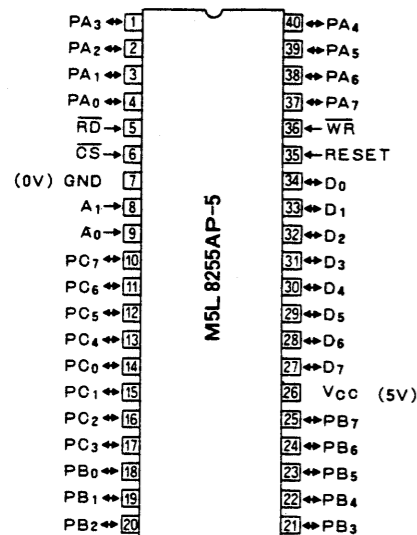 PA3 1 40 PA4
PA2 2 39 PA5
PA1 3 38 PA6
PA0 4 37 PA7
RD 5 36 WR
CS 6 35 RESET
(0V) GND 7 34 D0
A1 8 33 D1
A0 9 32 D2
PC7 10 31 D3
PC6 11 30 D4
PC5 12 29 D5
PC4 13 28 D6
PC0 14 27 D7
PC1 15 26 VCC (5V)
PC2 16 25 PB7
PC3 17 24 PB6
PB0 18 23 PB5
PB1 19 22 PB4
PB2 20 21 PB3
M5L 8255AP-5